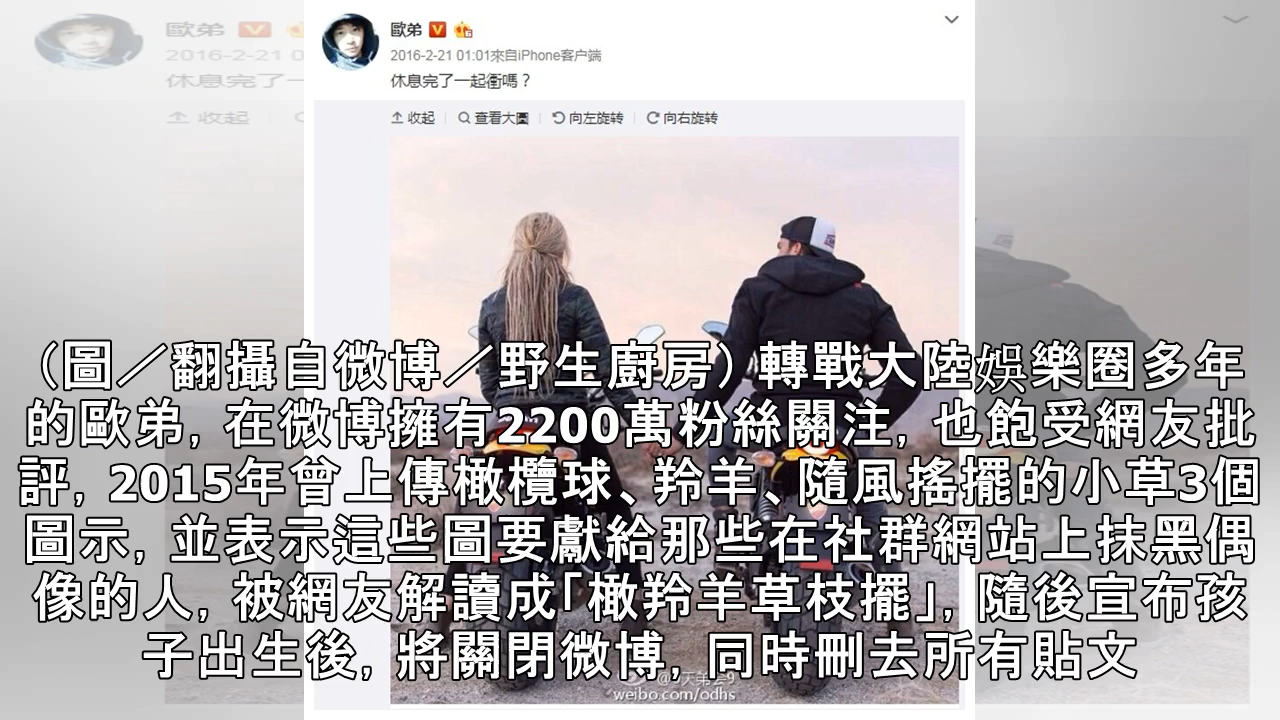 歐弟
2016-2-21 01:01來自iPhone客户端
休息完了一起衝嗎？
收起 查看大圖 向左旋转 向右旋转
（圖／翻攝自微博／野生廚房）轉戰大陸娛樂圈多年
的歐弟，在微博擁有2200萬粉絲關注，也飽受網友批
評，2015年曾上傳橄欖球、羚羊、隨風搖擺的小草3個
圖示，並表示這些圖要獻給那些在社群網站上抹黑偶
像的人，被網友解讀成「橄羚羊草枝擺」，隨後宣布孩
子出生後，將關閉微博，同時刪去所有貼文
weibo.com/odhs